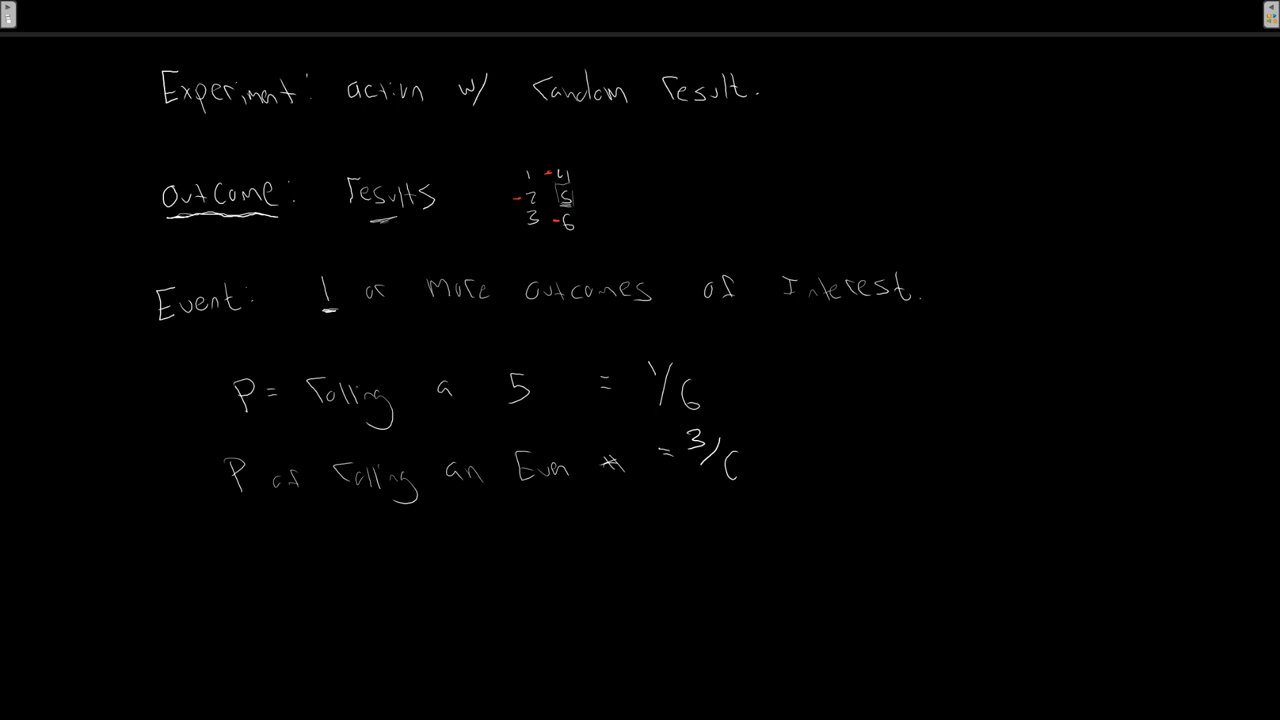 Experiment: action w/ random result.
1 - 4
Outcome: results - 2 5
3 - 6
Event: 1 or more outcomes of Interest.
P = rolling a 5 = 1/6
P of rolling an Even # = 3/